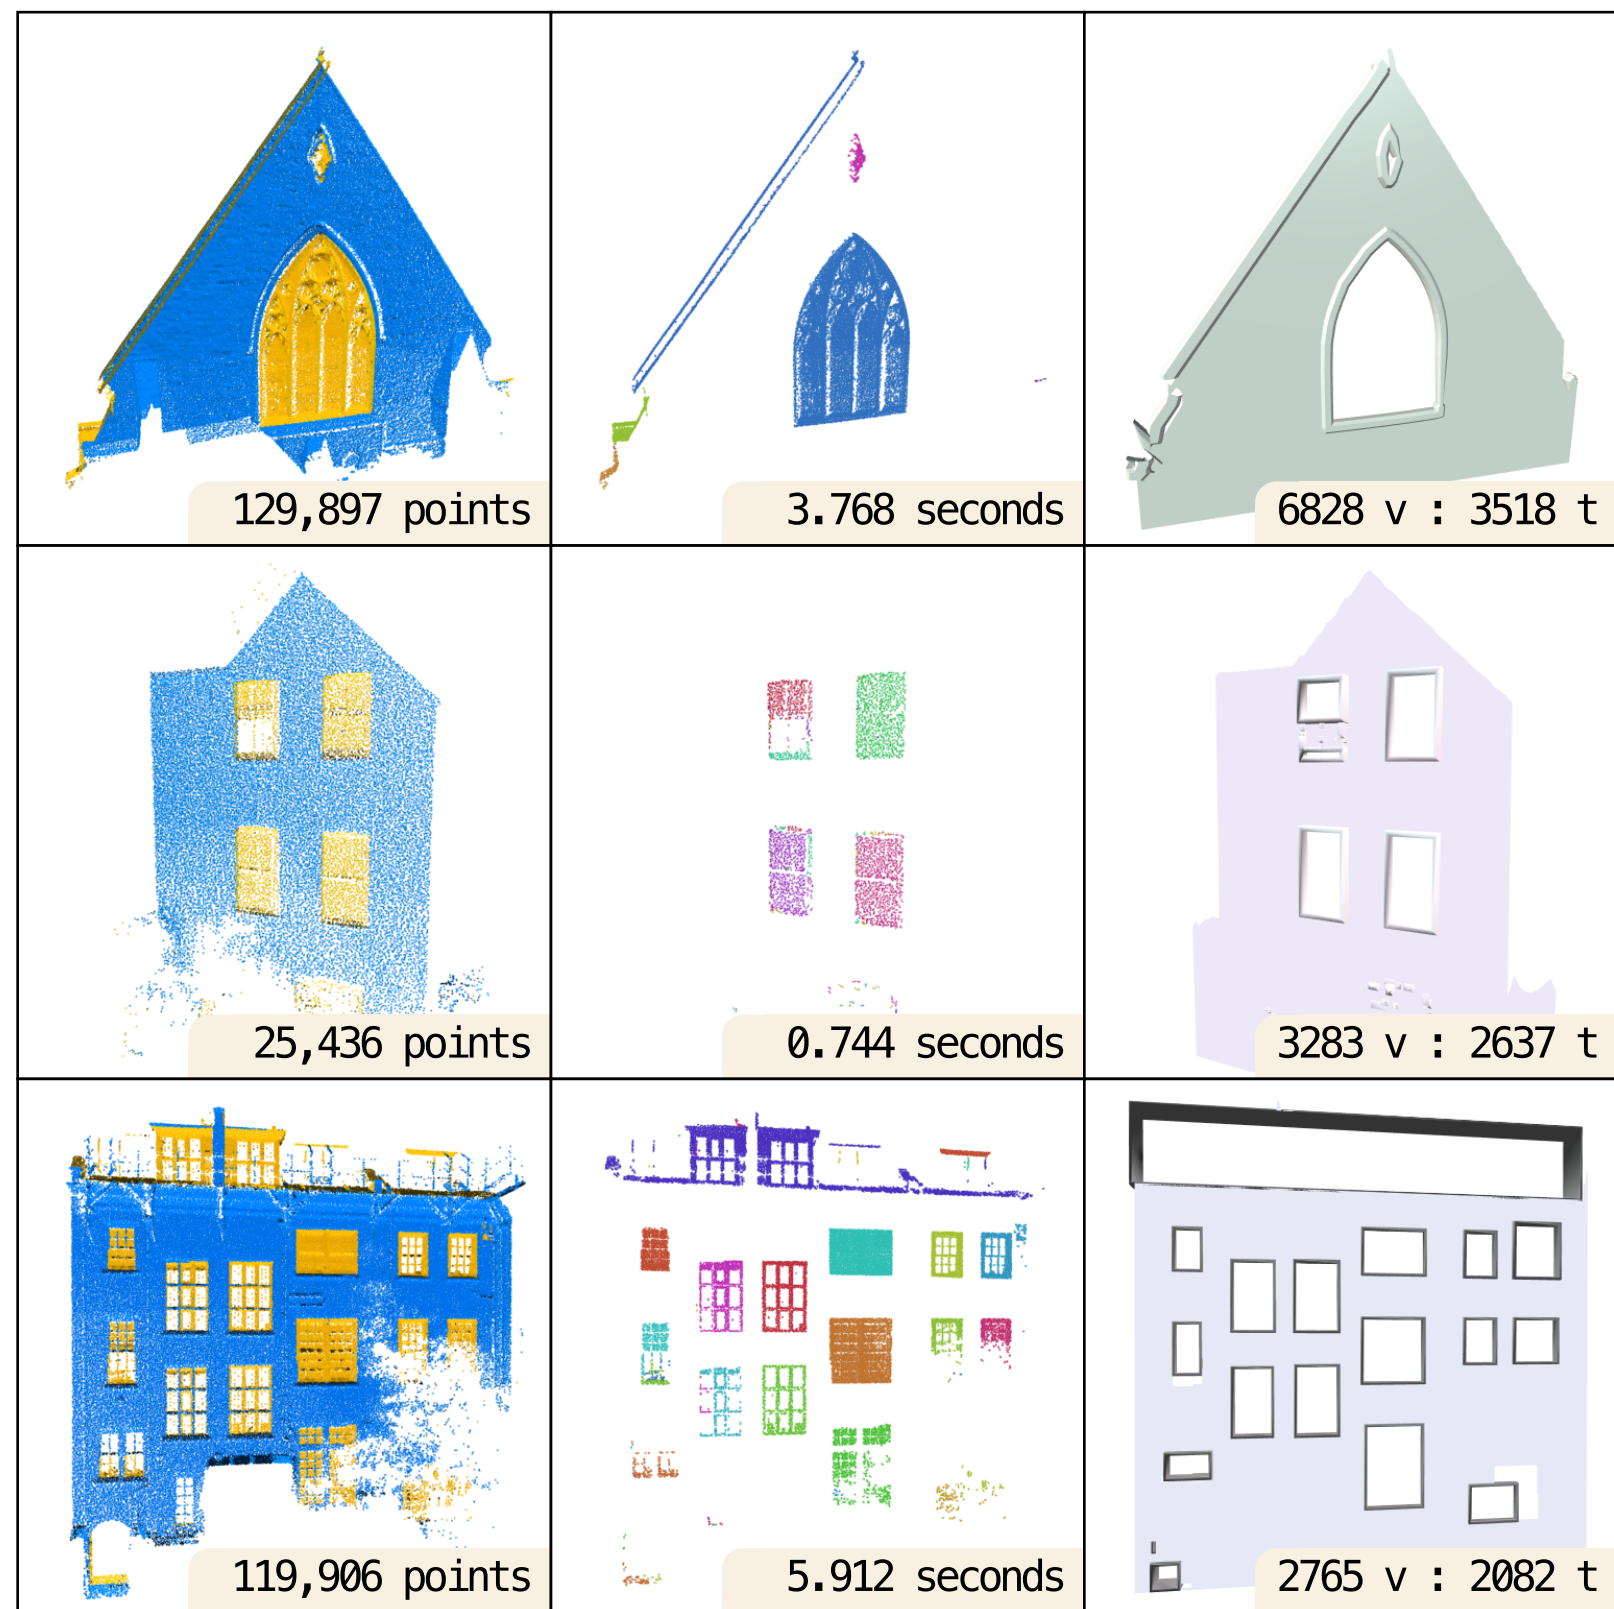 129,897 points
3.768 seconds
6828 v : 3518 t
25,436 points
0.744 seconds
3283 v : 2637 t
119,906 points
5.912 seconds
2765 v : 2082 t